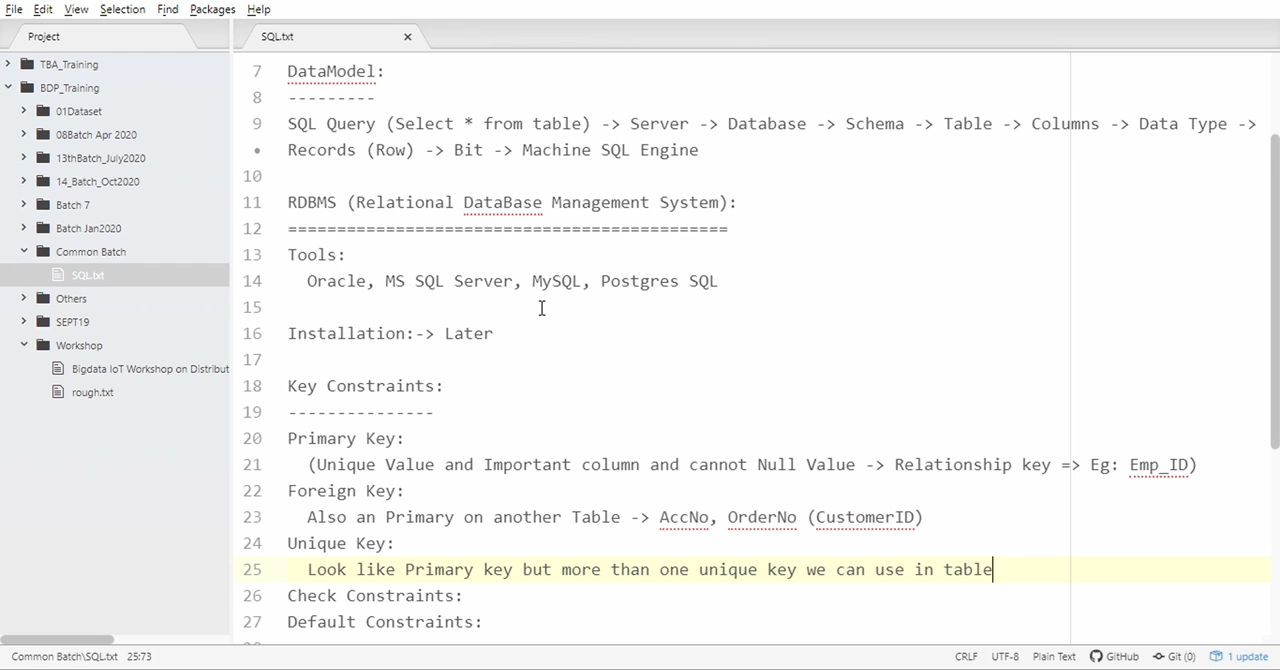 File Edit View Selection Find Packages Help
Project
SQL.txt
TBA_Training
BDP_Training
01Dataset
08Batch Apr 2020
13thBatch_July2020
14_Batch_Oct2020
Batch 7
Batch Jan2020
Common Batch
SQL.txt
Others
SEPT19
Workshop
Bigdata IoT Workshop on Distribut
rough.txt
7 DataModel:
8 ---------
9 SQL Query (Select * from table) -> Server -> Database -> Schema -> Table -> Columns -> Data Type ->
• Records (Row) -> Bit -> Machine SQL Engine
10
11 RDBMS (Relational DataBase Management System):
12 =============================================
13 Tools:
14 Oracle, MS SQL Server, MySQL, Postgres SQL
15
16 Installation:-> Later
17
18 Key Constraints:
19 ---------------
20 Primary Key:
21 (Unique Value and Important column and cannot Null Value -> Relationship key => Eg: Emp_ID)
22 Foreign Key:
23 Also an Primary on another Table -> AccNo, OrderNo (CustomerID)
24 Unique Key:
25 Look like Primary key but more than one unique key we can use in table
26 Check Constraints:
27 Default Constraints:
Common Batch\SQL.txt 25:73 CRLF UTF-8 Plain Text GitHub Git (0) 1 update